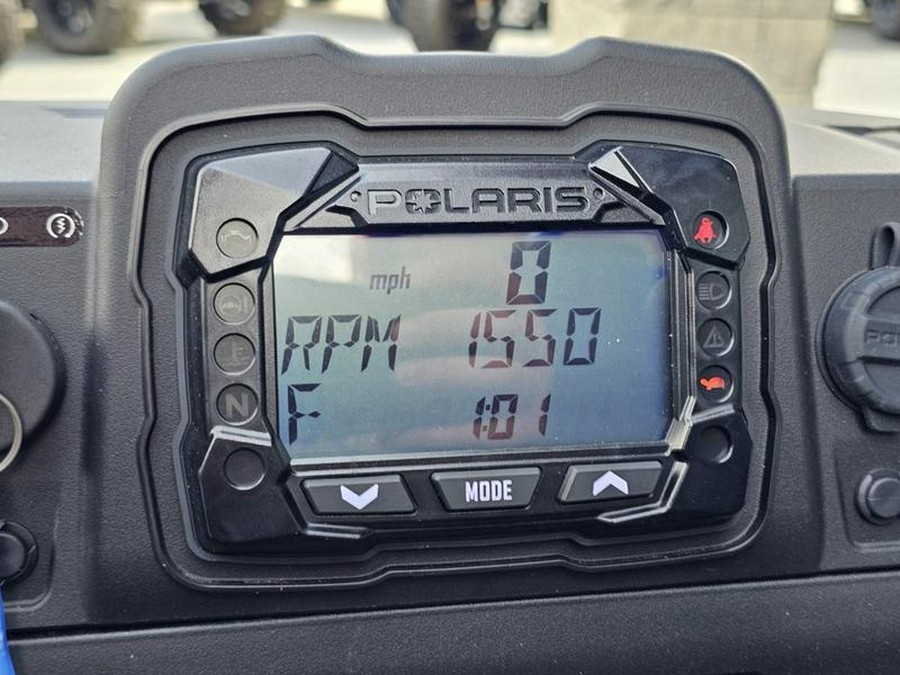 POLARIS
mph 0
RPM 1550
F 1:01
N
MODE